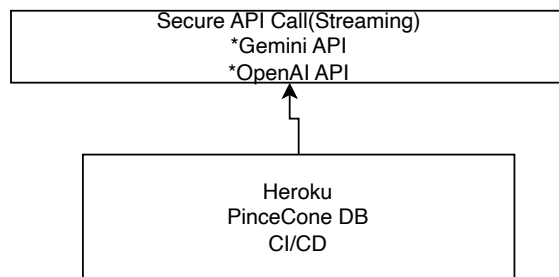 Secure API Call(Streaming)
*Gemini API
*OpenAI API
Heroku
PinceCone DB
CI/CD